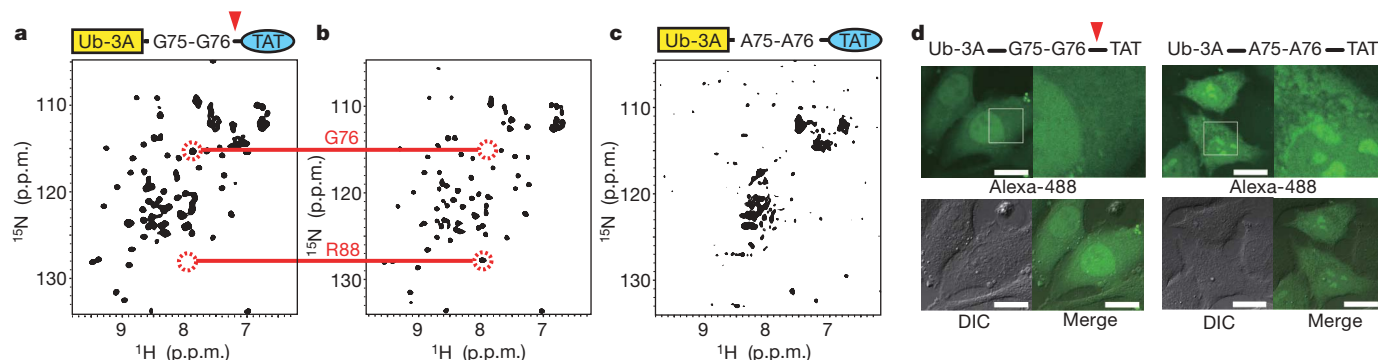 a
Ub-3A G75-G76 TAT
110
120
130
¹⁵N (p.p.m.)
9 8 7
¹H (p.p.m.)
G76
R88
b
110
120
130
¹⁵N (p.p.m.)
9 8 7
¹H (p.p.m.)
c
Ub-3A A75-A76 TAT
110
120
130
¹⁵N (p.p.m.)
9 8 7
¹H (p.p.m.)
d
Ub-3A G75-G76 TAT
Alexa-488
DIC Merge
Ub-3A A75-A76 TAT
Alexa-488
DIC Merge